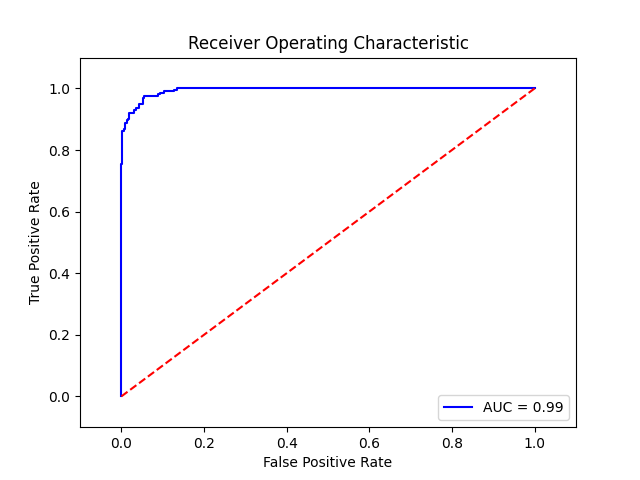 Receiver Operating Characteristic
True Positive Rate
1.0
0.8
0.6
0.4
0.2
0.0
AUC = 0.99
0.0 0.2 0.4 0.6 0.8 1.0
False Positive Rate